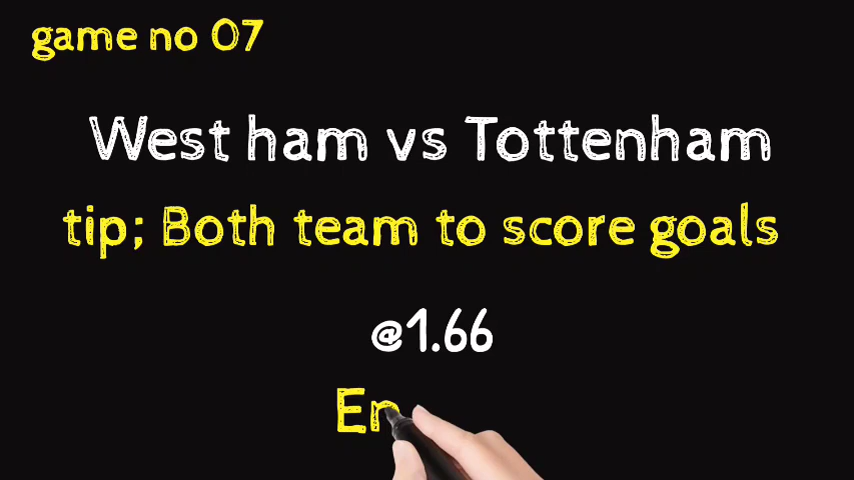 game no 07
West ham vs Tottenham
tip; Both team to score goals
@1.66